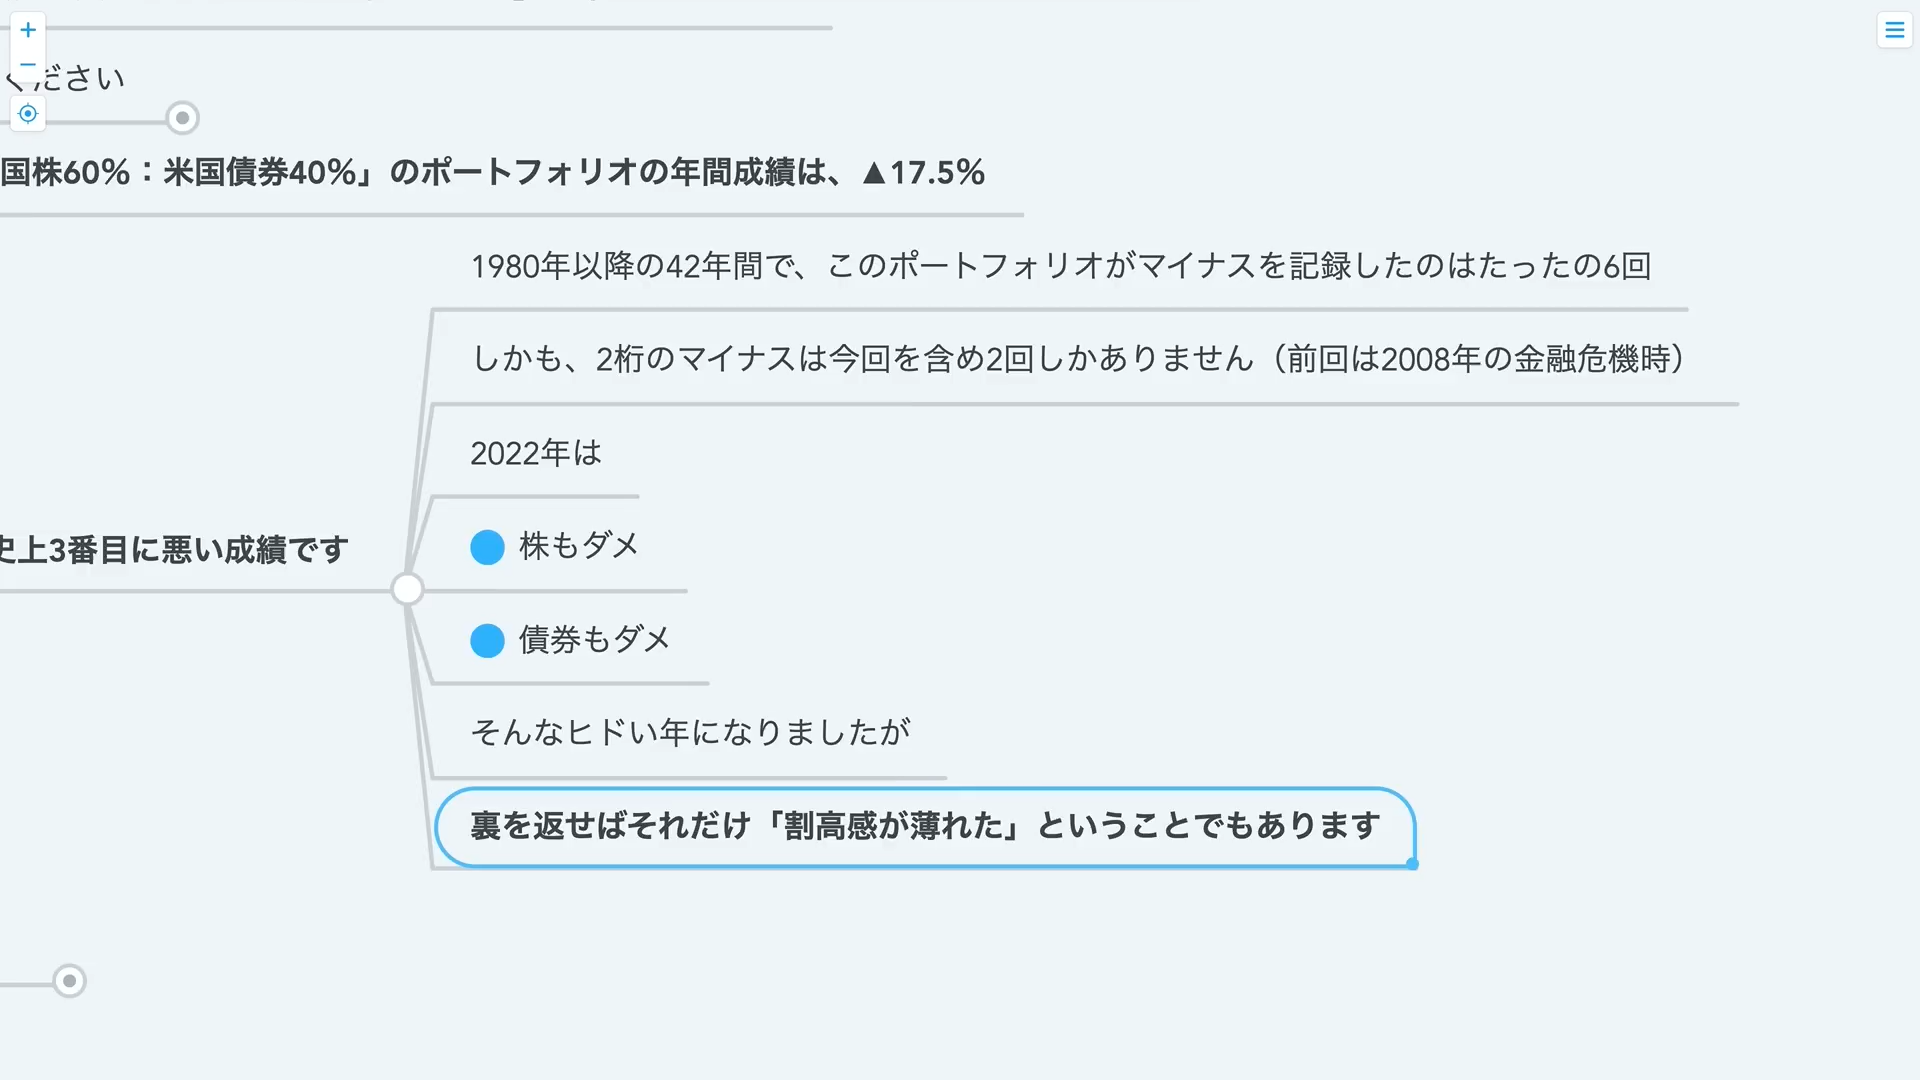 ください
国株60%：米国債券40%」のポートフォリオの年間成績は、▲17.5%
1980年以降の42年間で、このポートフォリオがマイナスを記録したのはたったの6回
しかも、2桁のマイナスは今回を含め2回しかありません（前回は2008年の金融危機時）
2022年は
株もダメ
史上3番目に悪い成績です
債券もダメ
そんなヒドい年になりましたが
裏を返せばそれだけ「割高感が薄れた」ということでもあります